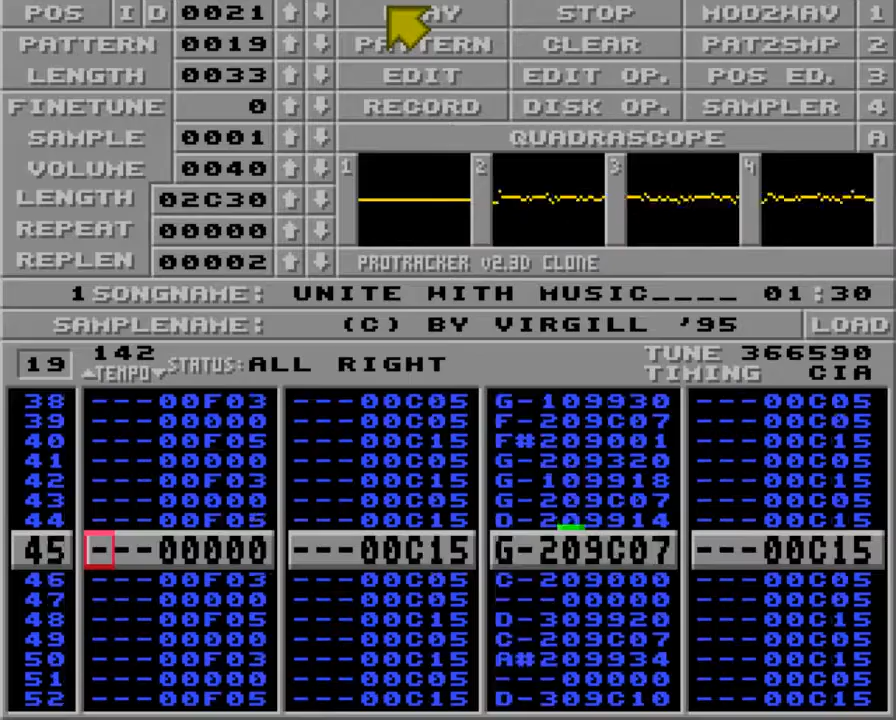 POS I D 0021 PLAY STOP MOD2WAV 1
PATTERN 0019 PATTERN CLEAR PAT2SMP 2
LENGTH 0033 EDIT EDIT OP. POS ED. 3
FINETUNE 0 RECORD DISK OP. SAMPLER 4
SAMPLE 0001 QUADRASCOPE A
VOLUME 0040 1 2 3 4
LENGTH 02C30
REPEAT 00000
REPLEN 00002 PROTRACKER v2.3D CLONE
1 SONGNAME: UNITE WITH MUSIC____ 01:30
SAMPLENAME: (C) BY VIRGILL '95 LOAD
19 142 TEMPO STATUS: ALL RIGHT TUNE 366590
TIMING CIA
38 ---00F03 ---00C05 G-109930 ---00C05
39 ---00000 ---00C05 F-209C07 ---00C05
40 ---00F05 ---00C15 F#209001 ---00C15
41 ---00000 ---00C05 G-209320 ---00C05
42 ---00F03 ---00C15 G-109918 ---00C15
43 ---00000 ---00C05 G-209C07 ---00C05
44 ---00F05 ---00C15 D-209914 ---00C15
45 ---00000 ---00C15 G-209C07 ---00C15
46 ---00F03 ---00C05 C-209000 ---00C05
47 ---00000 ---00C05 ---00000 ---00C05
48 ---00F05 ---00C15 D-309920 ---00C15
49 ---00000 ---00C05 C-209C07 ---00C05
50 ---00F03 ---00C15 A#209934 ---00C15
51 ---00000 ---00C05 ---00000 ---00C05
52 ---00F05 ---00C15 D-309C10 ---00C15